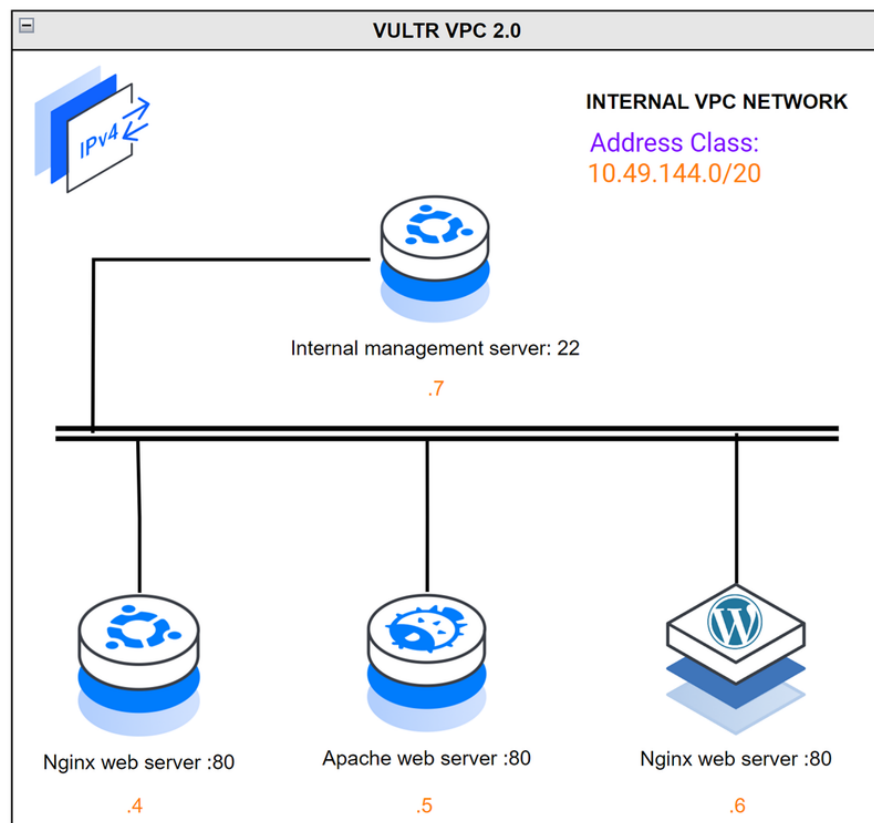 VULTR VPC 2.0
IPv4
INTERNAL VPC NETWORK
Address Class:
10.49.144.0/20
Internal management server: 22
.7
W
Nginx web server :80
Apache web server :80
Nginx web server :80
.4
.5
.6